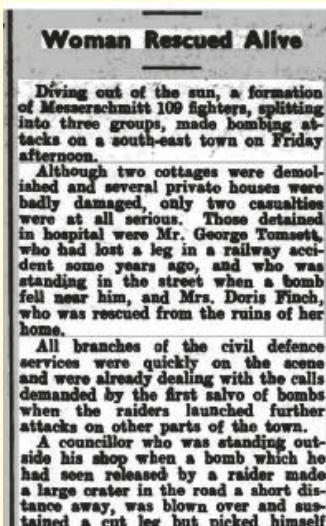 Woman Rescued Alive
Diving out of the sun, a formation
of Messerschmitt 109 fighters, splitting
into three groups, made bombing at-
tacks on a south-east town on Friday
afternoon.
Although two cottages were demol-
ished and several private houses were
badly damaged, only two casualties
were at all serious. Those detained
in hospital were Mr. George Tomsett,
who had lost a leg in a railway acci-
dent some years ago, and who was
standing in the street when a bomb
fell near him, and Mrs. Doris Finch,
who was rescued from the ruins of her
home.
All branches of the civil defence
services were quickly on the scene
and were already dealing with the calls
demanded by the first salvo of bombs
when the raiders launched further
attacks on other parts of the town.
A councillor who was standing out-
side his shop when a bomb which he
had seen released by a raider made
a large crater in the road a short dis-
tance away, was blown over and sus-
tained a cut leg but picked himself